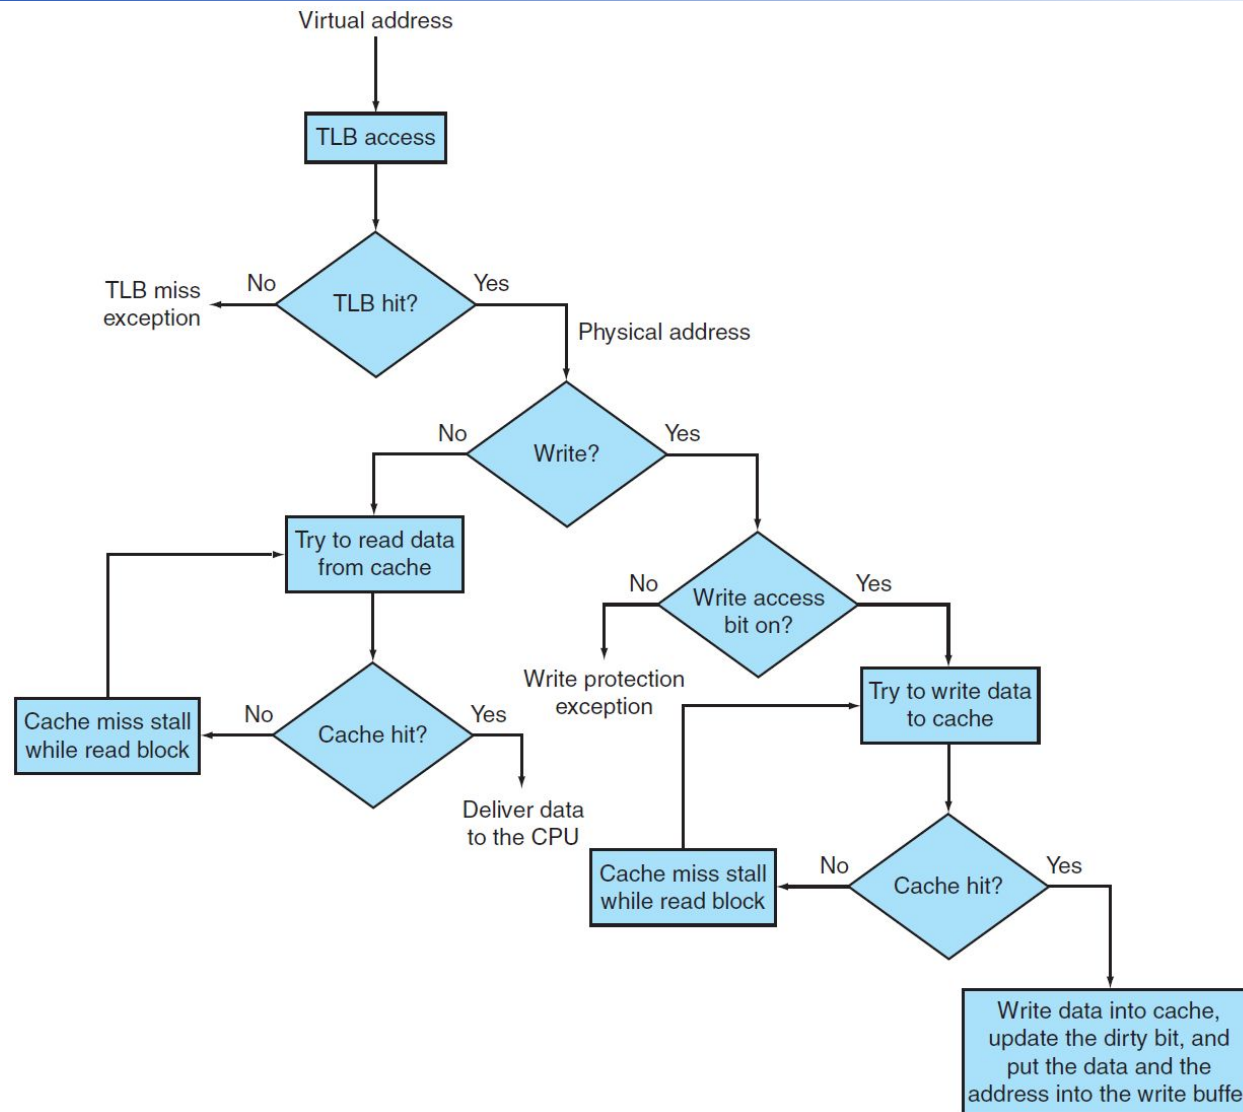 Virtual address
TLB access
No
Yes
TLB miss
exception
TLB hit?
Physical address
No
Yes
Write?
Try to read data
from cache
No
Yes
Write access
bit on?
Write protection
exception
Try to write data
to cache
Cache miss stall
while read block
No
Yes
Cache hit?
Deliver data
to the CPU
Cache miss stall
while read block
No
Yes
Cache hit?
Write data into cache,
update the dirty bit, and
put the data and the
address into the write buffe